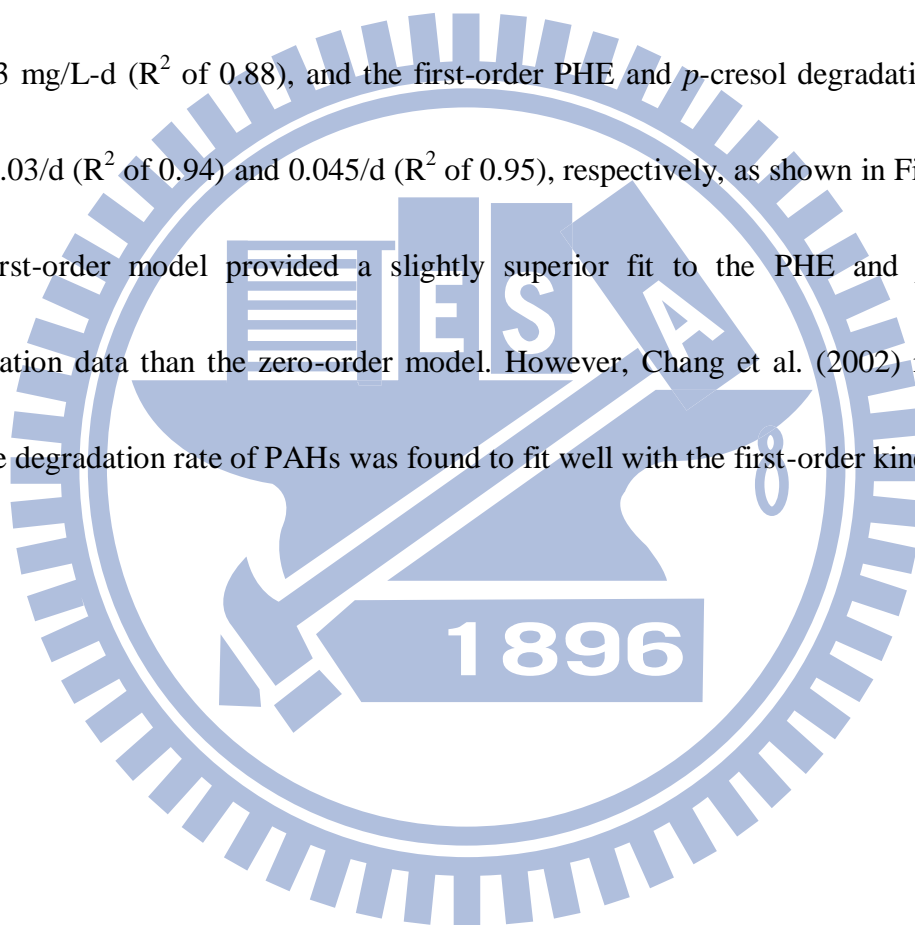 3 mg/L-d (R² of 0.88), and the first-order PHE and p-cresol degradati
.03/d (R² of 0.94) and 0.045/d (R² of 0.95), respectively, as shown in Fi
rst-order model provided a slightly superior fit to the PHE and
ation data than the zero-order model. However, Chang et al. (2002)
e degradation rate of PAHs was found to fit well with the first-order kin
E S A
8
1896